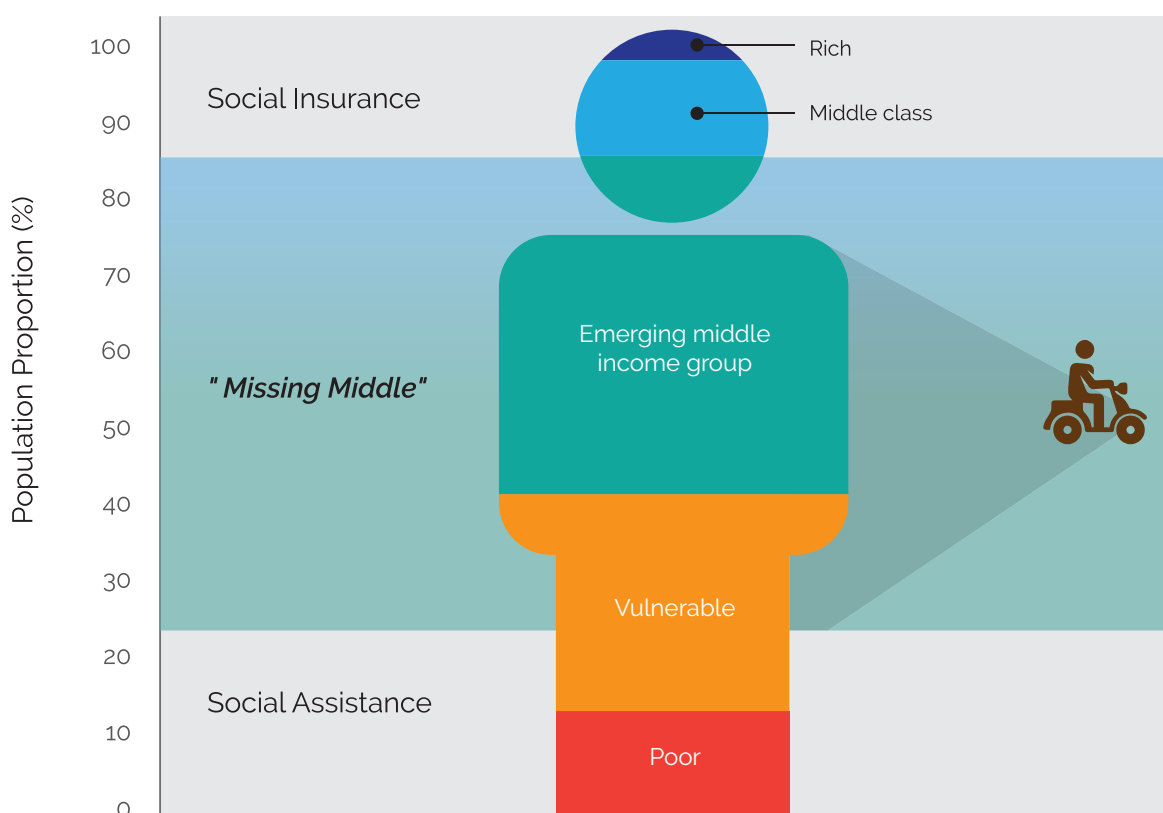 Population Proportion (%)
100
90
80
70
60
50
40
30
20
10
0
Social Insurance
Rich
Middle class
" Missing Middle"
Emerging middle
income group
Vulnerable
Social Assistance
Poor